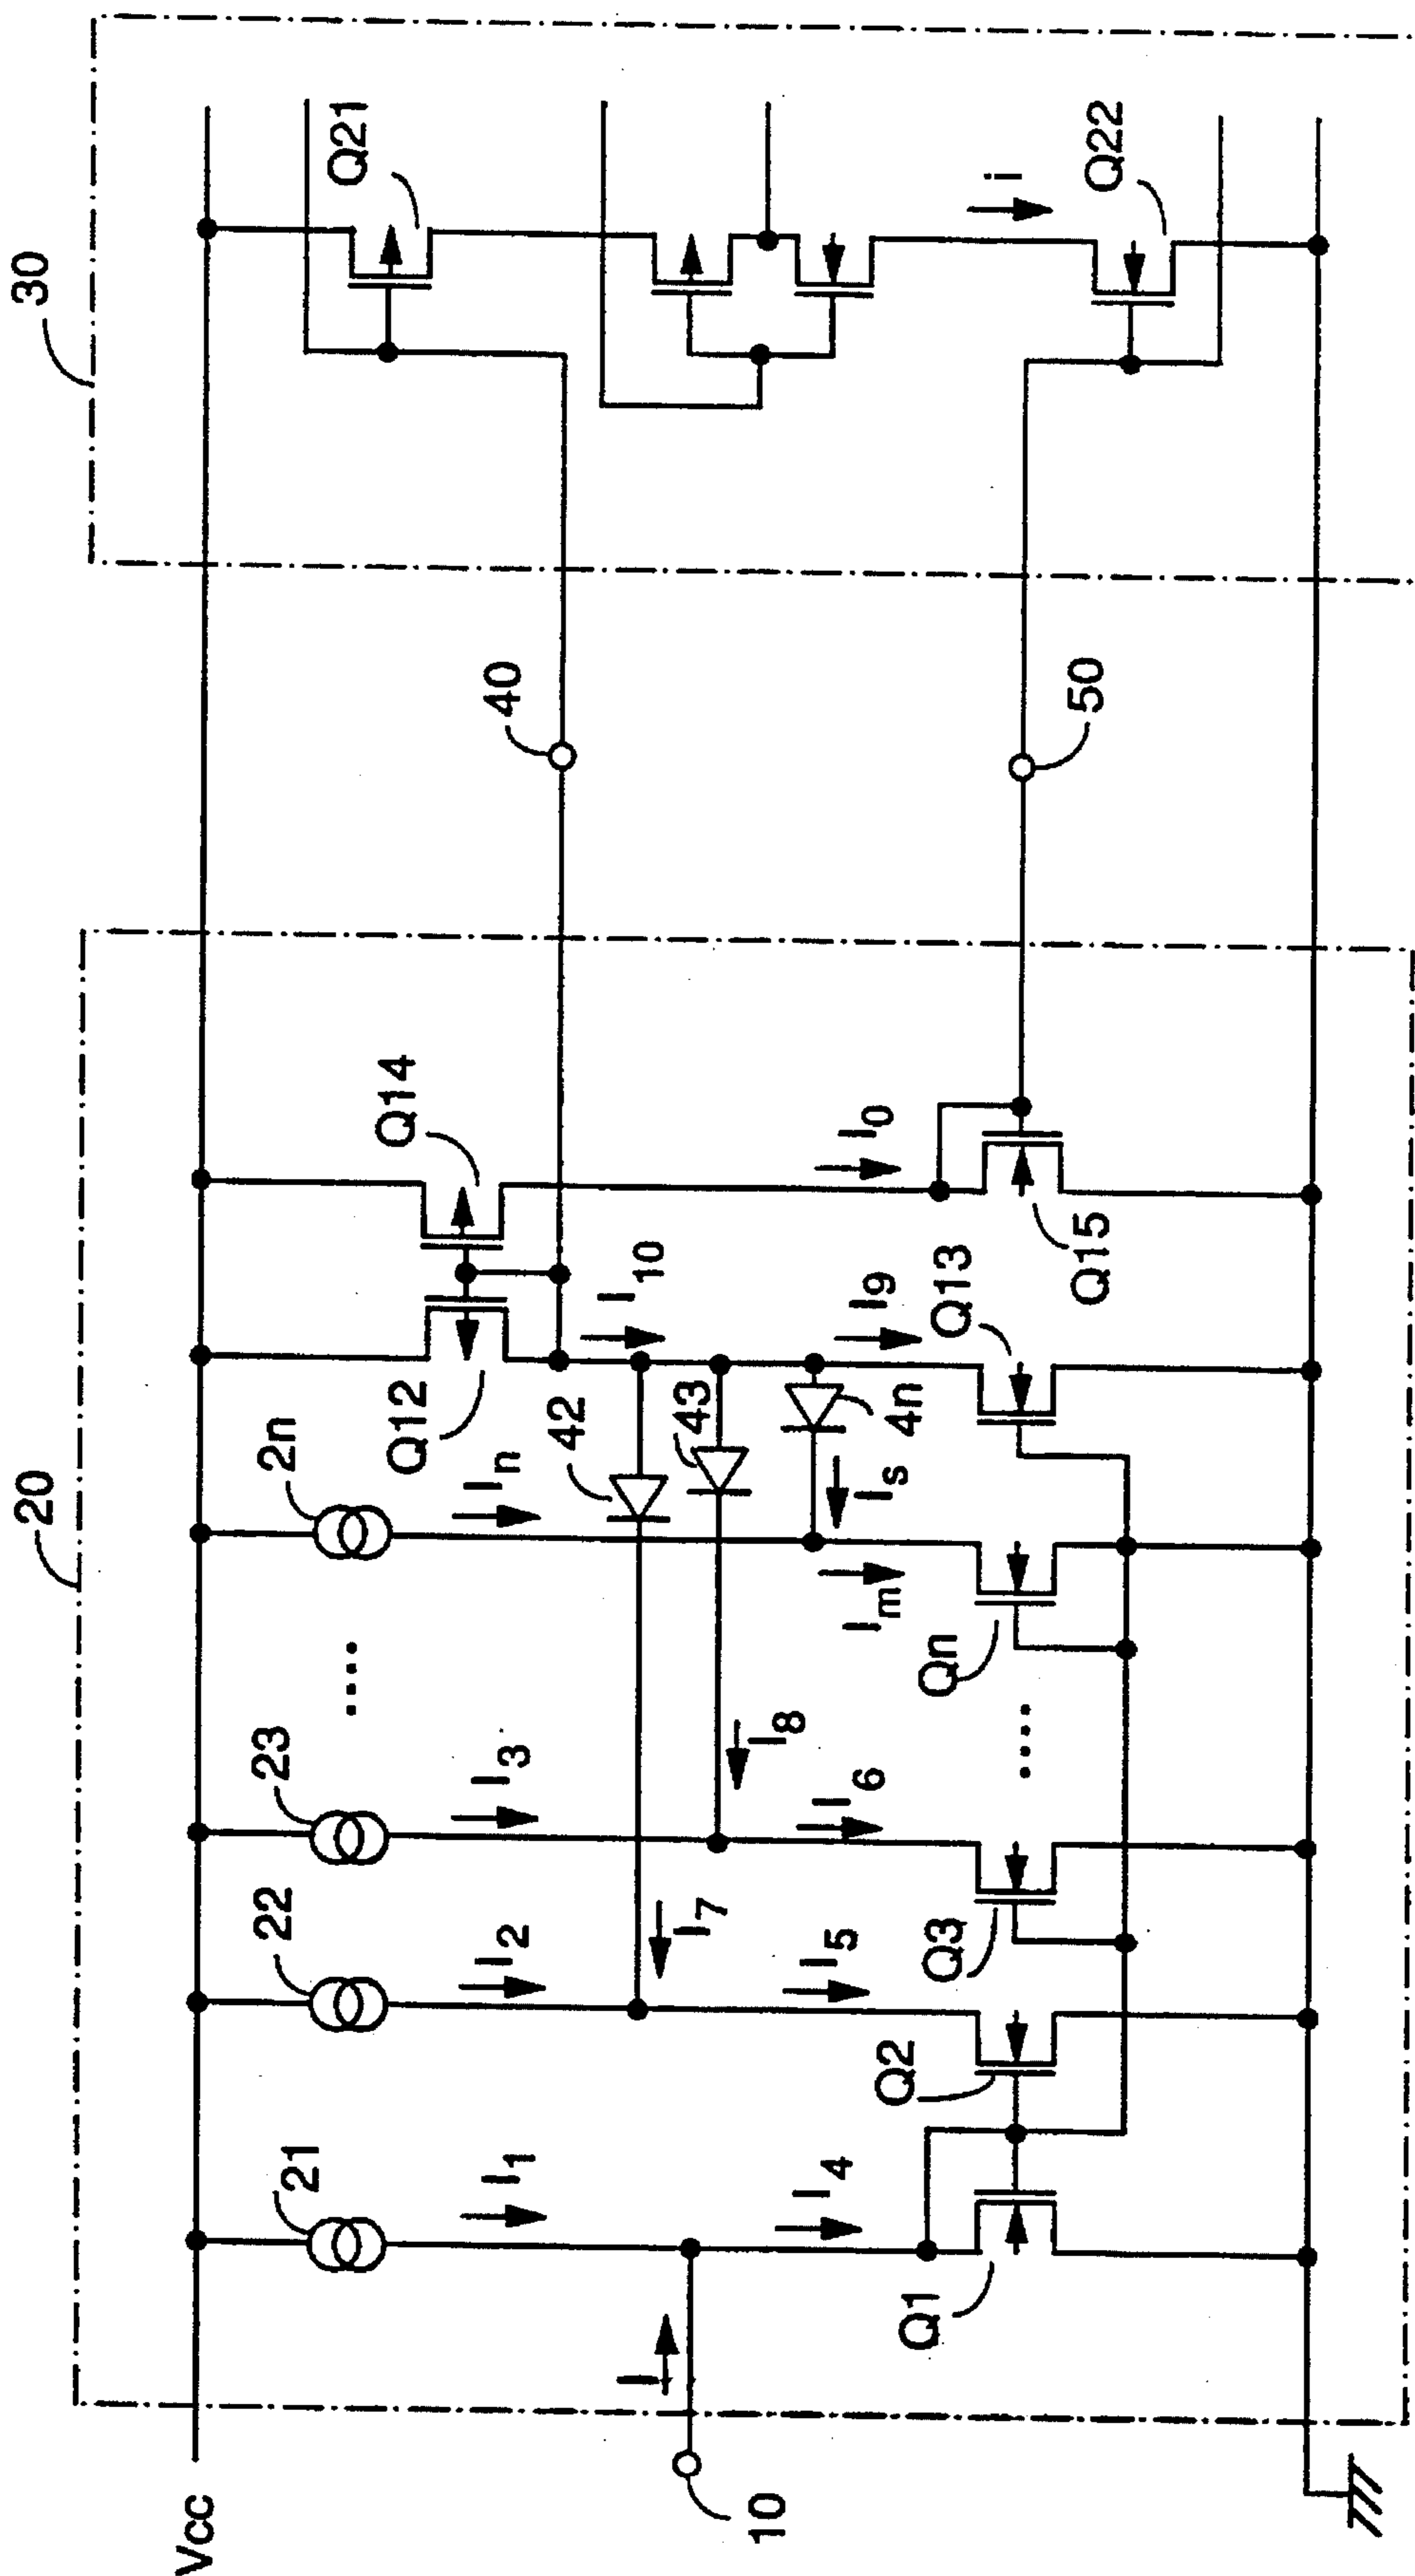 30
20
Vcc
Q21
Q22
i
40
50
Q14
Q12
I0
Q15
I10
I9
Q13
42
43
4n
Is
2n
In
Im
Qn
....
....
23
I3
I8
I6
Q3
22
I2
I7
I5
Q2
21
I1
I4
Q1
I
10